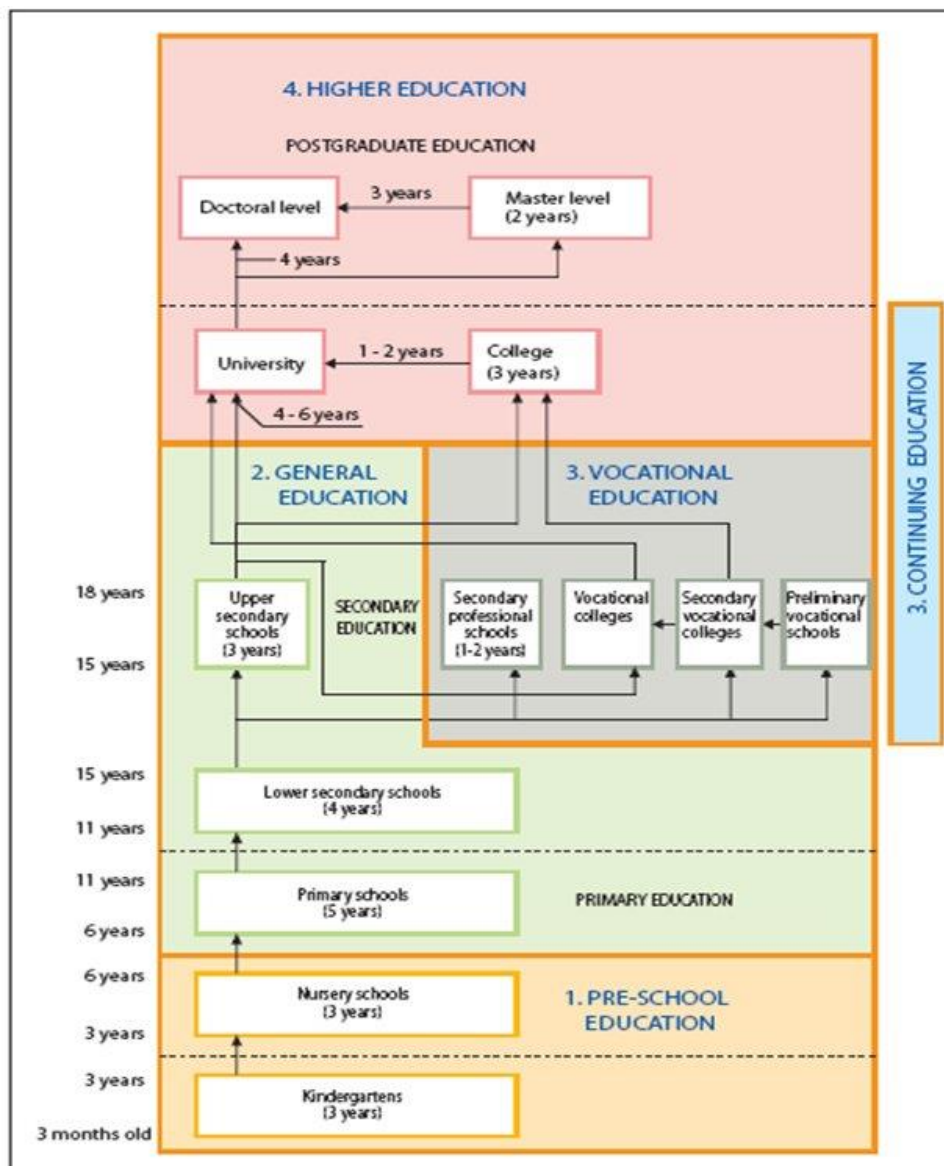 4. HIGHER EDUCATION
POSTGRADUATE EDUCATION
Doctoral level
3 years
Master level
(2 years)
4 years
University
1 - 2 years
College
(3 years)
4 - 6 years
3. CONTINUING EDUCATION
2. GENERAL
EDUCATION
3. VOCATIONAL
EDUCATION
18 years
15 years
Upper
secondary
schools
(3 years)
SECONDARY
EDUCATION
Secondary
professional
schools
(1-2 years)
Vocational
colleges
Secondary
vocational
colleges
Preliminary
vocational
schools
15 years
11 years
Lower secondary schools
(4 years)
11 years
6 years
Primary schools
(5 years)
PRIMARY EDUCATION
6 years
3 years
Nursery schools
(3 years)
1. PRE-SCHOOL
EDUCATION
3 years
3 months old
Kindergartens
(3 years)